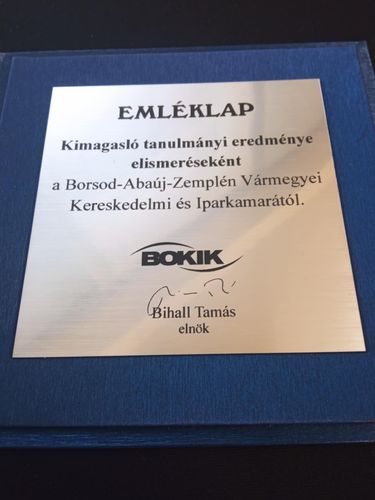 EMLÉKLAP
Kimagasló tanulmányi eredménye
elismeréseként
a Borsod-Abaúj-Zemplén Vármegyei
Kereskedelmi és Iparkamarától.
BOKIK
Bihall Tamás
elnök